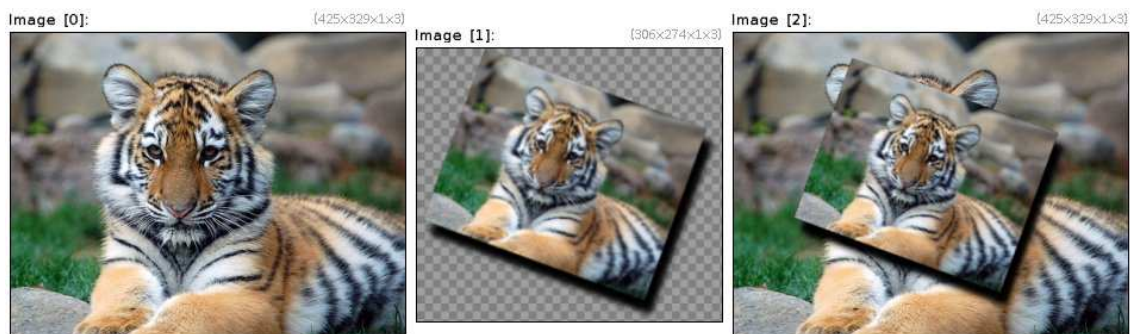 Image [0]:
(425x329x1x3)
Image [1]:
(306x274x1x3)
Image [2]:
(425x329x1x3)